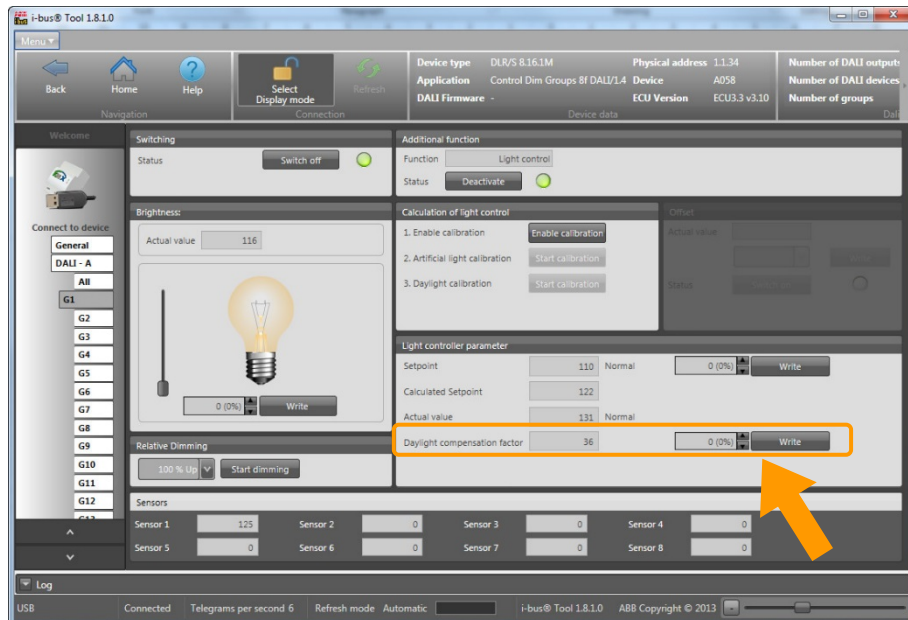 i-bus® Tool 1.8.1.0
Menu
Back
Home
Help
Navigation
Select
Display mode
Refresh
Connection
Device type DLR/S 8.16.1M Physical address 1.1.34
Application Control Dim Groups 8f DALI/1.4 Device A058
DALI Firmware - ECU Version ECU3.3 v3.10
Device data
Number of DALI outputs
Number of DALI devices
Number of groups
Dali
Welcome
Connect to device
General
DALI - A
All
G1
G2
G3
G4
G5
G6
G7
G8
G9
G10
G11
G12
Switching
Status Switch off
Additional function
Function Light control
Status Deactivate
Brightness:
Actual value 116
0 (0%) Write
Calculation of light control
1. Enable calibration Enable calibration
2. Artificial light calibration Start calibration
3. Daylight calibration Start calibration
Offset
Actual value
Status
Light controller parameter
Setpoint 110 Normal 0 (0%) Write
Calculated Setpoint 122
Actual value 131 Normal
Daylight compensation factor 36 0 (0%) Write
Relative Dimming
100 % Up Start dimming
Sensors
Sensor 1 125 Sensor 2 0 Sensor 3 0 Sensor 4 0
Sensor 5 0 Sensor 6 0 Sensor 7 0 Sensor 8 0
Log
USB Connected Telegrams per second 6 Refresh mode Automatic i-bus® Tool 1.8.1.0 ABB Copyright © 2013